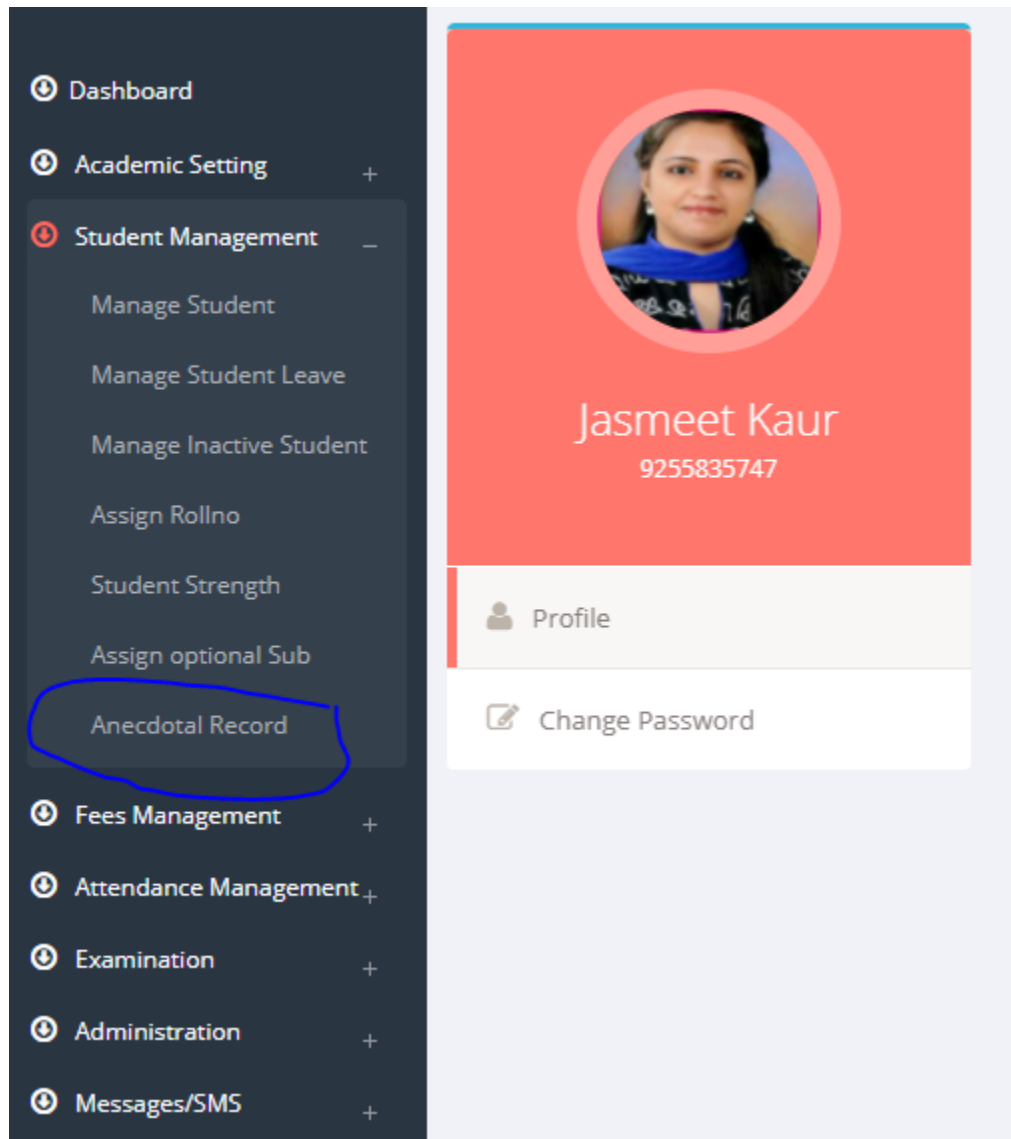 Dashboard
Academic Setting +
Student Management _
Manage Student
Manage Student Leave
Manage Inactive Student
Assign Rollno
Student Strength
Assign optional Sub
Anecdotal Record
Fees Management +
Attendance Management +
Examination +
Administration +
Messages/SMS +
Jasmeet Kaur
9255835747
Profile
Change Password